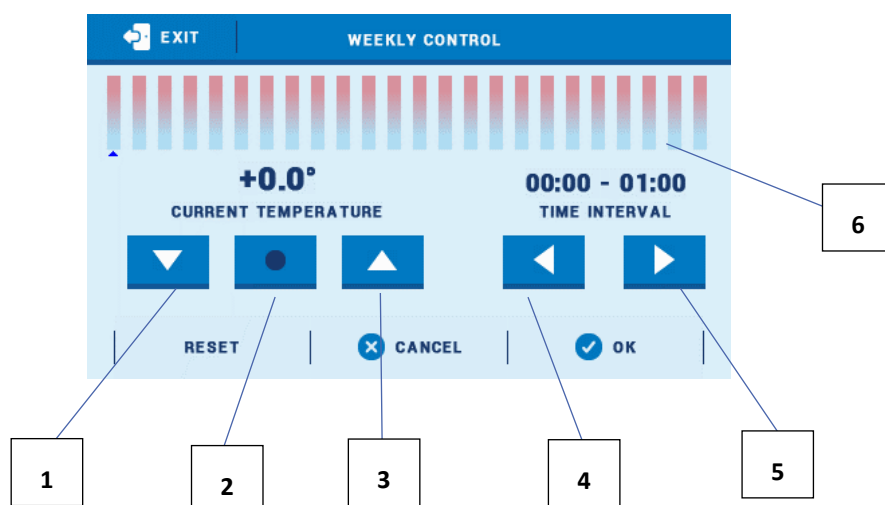 EXIT
WEEKLY CONTROL
+0.0°
00:00 - 01:00
CURRENT TEMPERATURE
TIME INTERVAL
6
RESET
CANCEL
OK
1
2
3
4
5